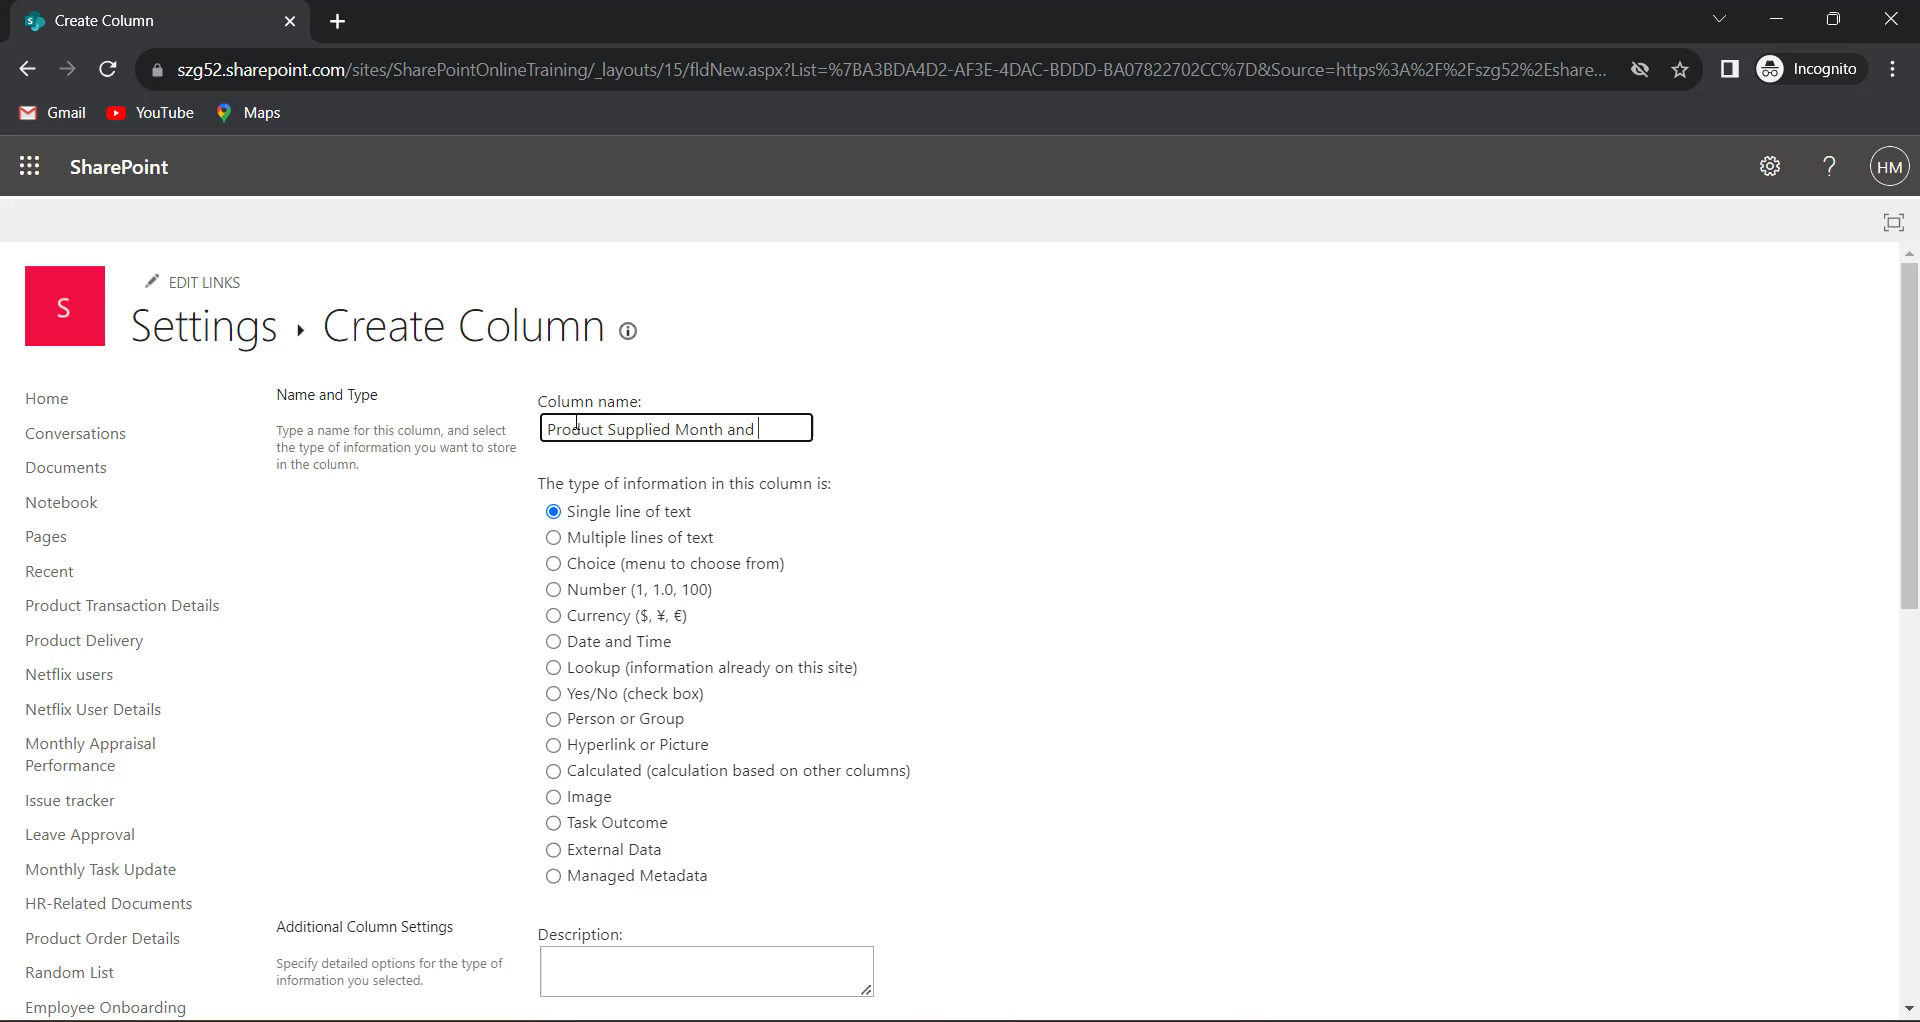 Create Column
szg52.sharepoint.com/sites/SharePointOnlineTraining/_layouts/15/fldNew.aspx?List=%7BA3BDA4D2-AF3E-4DAC-BDDD-BA07822702CC%7D&Source=https%3A%2F%2Fszg52%2Eshare...
Incognito
Gmail YouTube Maps
SharePoint
? HM
S
EDIT LINKS
Settings ▸ Create Column
Home
Conversations
Documents
Notebook
Pages
Recent
Product Transaction Details
Product Delivery
Netflix users
Netflix User Details
Monthly Appraisal
Performance
Issue tracker
Leave Approval
Monthly Task Update
HR-Related Documents
Product Order Details
Random List
Employee Onboarding
Name and Type
Type a name for this column, and select
the type of information you want to store
in the column.
Column name:
Product Supplied Month and
The type of information in this column is:
Single line of text
Multiple lines of text
Choice (menu to choose from)
Number (1, 1.0, 100)
Currency ($, ¥, €)
Date and Time
Lookup (information already on this site)
Yes/No (check box)
Person or Group
Hyperlink or Picture
Calculated (calculation based on other columns)
Image
Task Outcome
External Data
Managed Metadata
Additional Column Settings
Specify detailed options for the type of
information you selected.
Description: